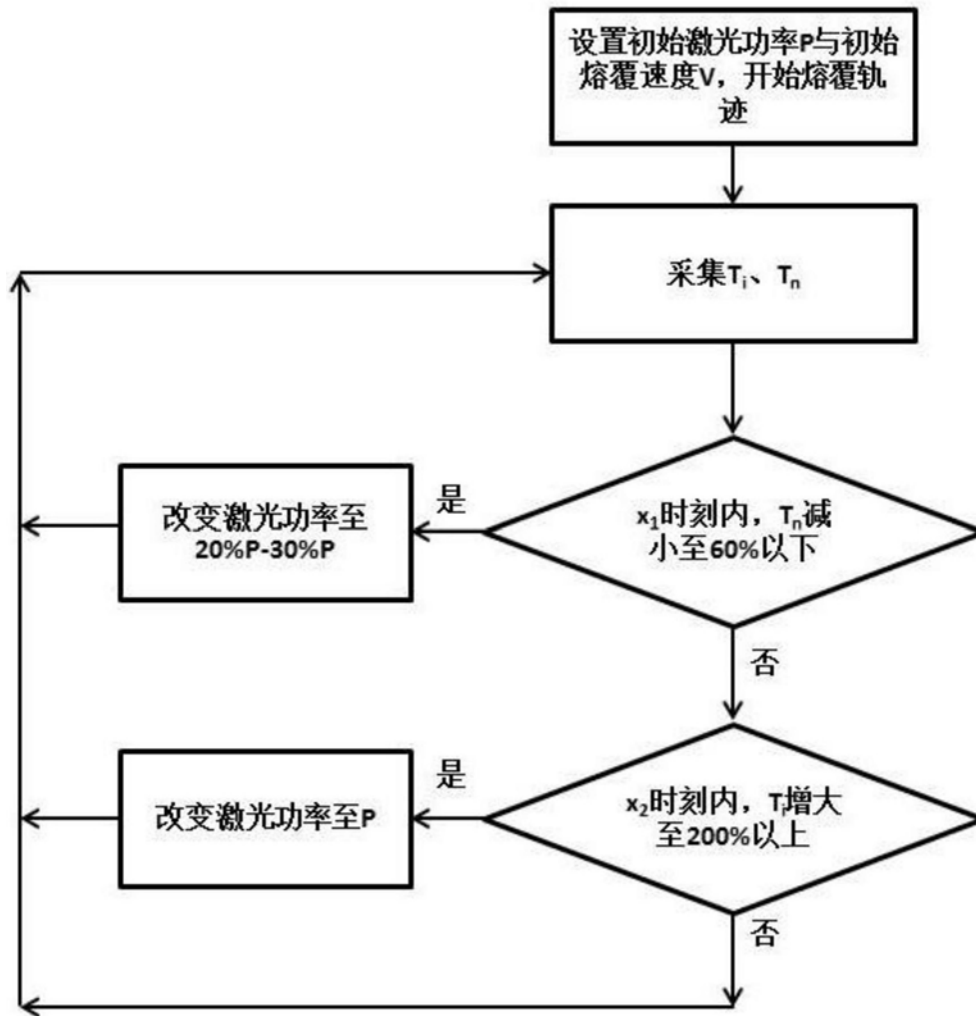 设置初始激光功率P与初始
熔覆速度V，开始熔覆轨
迹
采集Tᵢ、Tₙ
x₁时刻内，Tₙ减
小至60%以下
是
改变激光功率至
20%P-30%P
否
x₂时刻内，Tᵢ增大
至200%以上
是
改变激光功率至P
否